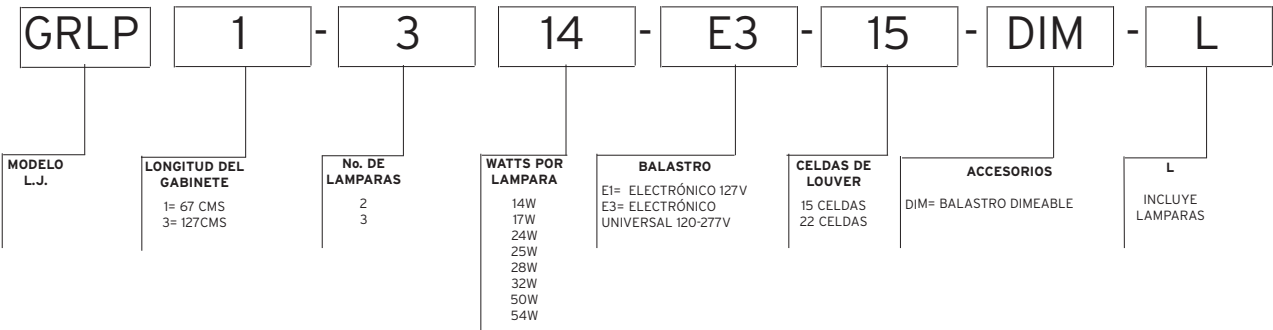 GRLP 1 - 3 14 - E3 - 15 - DIM - L
MODELO
L.J.
LONGITUD DEL
GABINETE
1= 67 CMS
3= 127CMS
No. DE
LAMPARAS
2
3
WATTS POR
LAMPARA
14W
17W
24W
25W
28W
32W
50W
54W
BALASTRO
E1= ELECTRÓNICO 127V
E3= ELECTRÓNICO
UNIVERSAL 120-277V
CELDAS DE
LOUVER
15 CELDAS
22 CELDAS
ACCESORIOS
DIM= BALASTRO DIMEABLE
L
INCLUYE
LAMPARAS